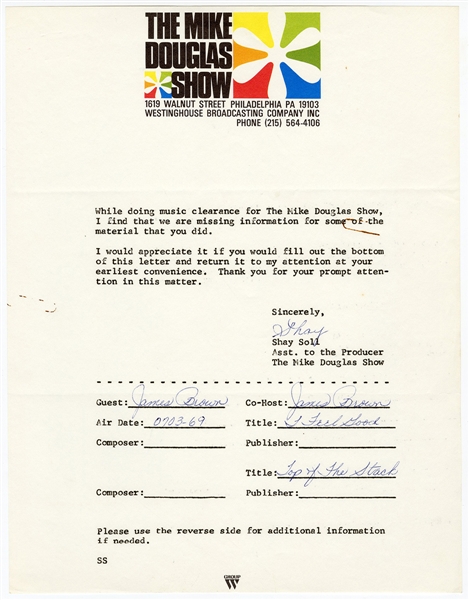 THE MIKE
DOUGLAS
SHOW
1619 WALNUT STREET PHILADELPHIA PA 19103
WESTINGHOUSE BROADCASTING COMPANY INC
PHONE (215) 564-4106
While doing music clearance for The Mike Douglas Show,
I find that we are missing information for some of the
material that you did.
I would appreciate it if you would fill out the bottom
of this letter and return it to my attention at your
earliest convenience. Thank you for your prompt atten-
tion in this matter.
Sincerely,
Shay
Shay Soll
Asst. to the Producer
The Mike Douglas Show
Guest: James Brown Co-Host: James Brown
Air Date: 0703-69 Title: I Feel Good
Composer: Publisher:
Title: Top of the Stack
Composer: Publisher:
Please use the reverse side for additional information
if needed.
SS
GROUP
W